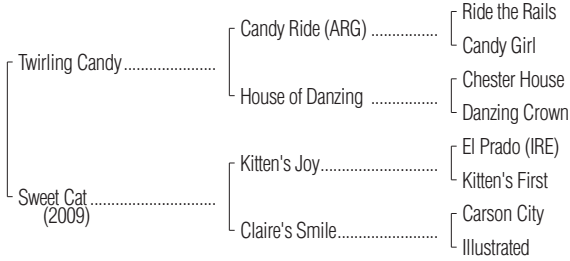 Ride the Rails
Candy Ride (ARG) ..................
Candy Girl
Twirling Candy ......................
Chester House
House of Danzing .................
Danzing Crown
El Prado (IRE)
Kitten's Joy .............................
Kitten's First
Sweet Cat ..............................
(2009)
Carson City
Claire's Smile .........................
Illustrated